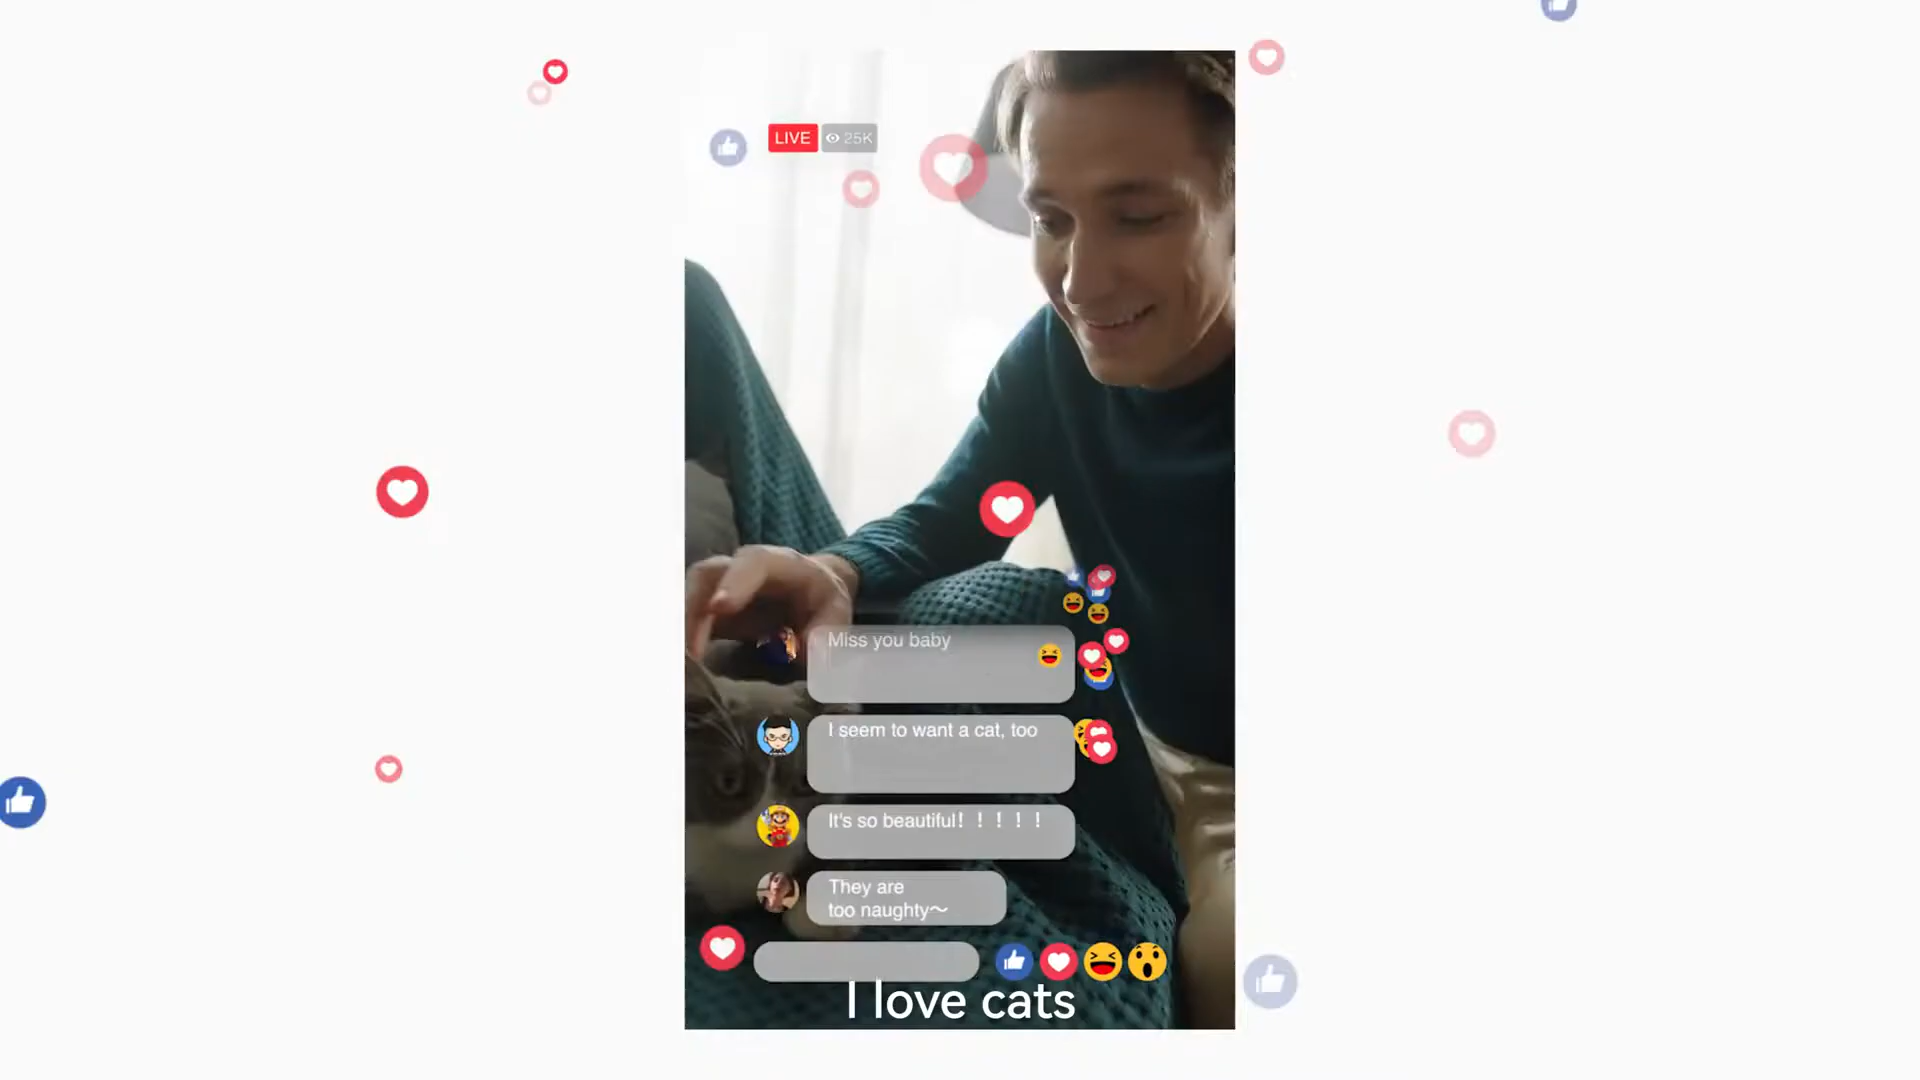 LIVE 25K
Miss you baby
I seem to want a cat, too
It's so beautiful！！！！！
They are
too naughty～
I love cats